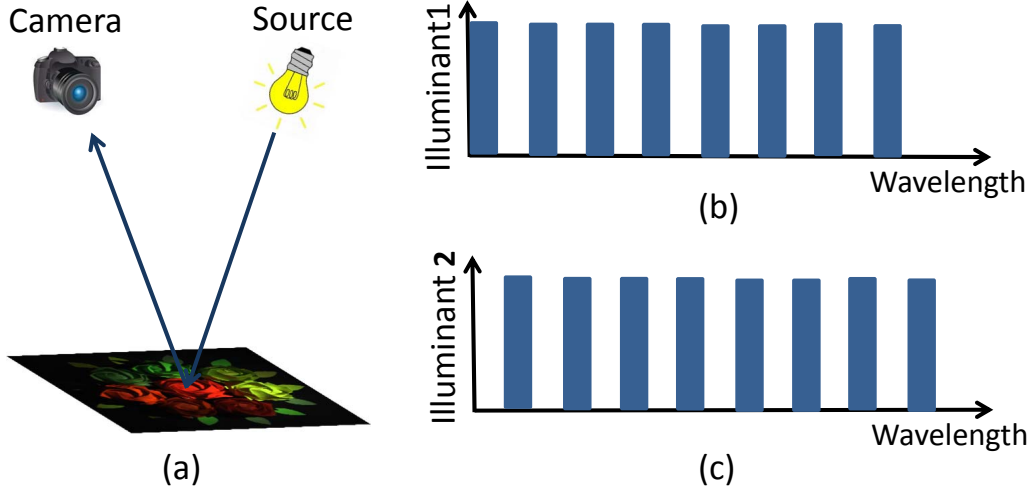 Camera
Source
(a)
Illuminant1
Wavelength
(b)
Illuminant 2
Wavelength
(c)